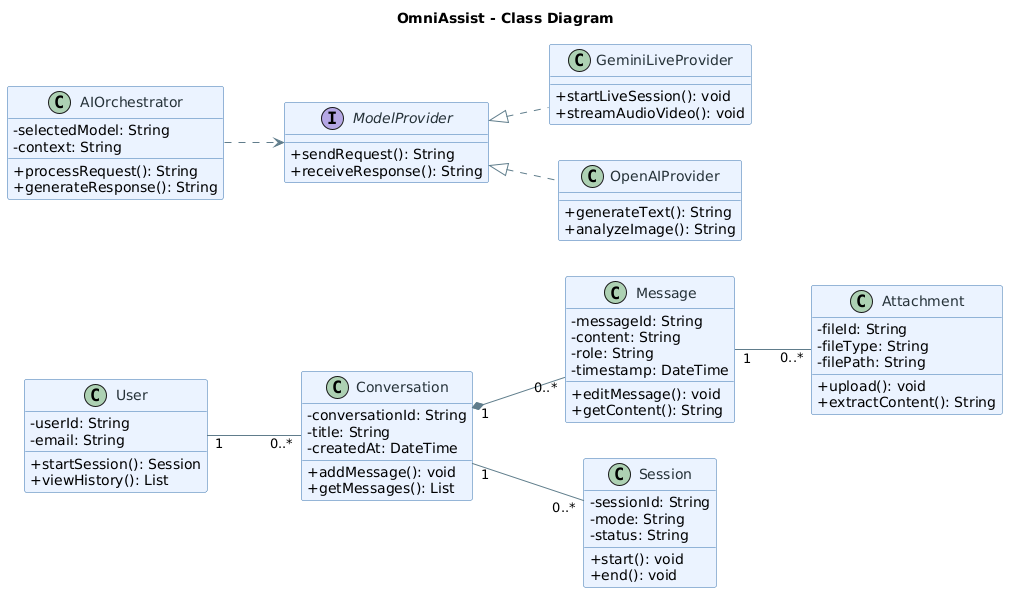 OmniAssist - Class Diagram
C AIOrchestrator
-selectedModel: String
-context: String
+processRequest(): String
+generateResponse(): String
I ModelProvider
+sendRequest(): String
+receiveResponse(): String
C GeminiLiveProvider
+startLiveSession(): void
+streamAudioVideo(): void
C OpenAIProvider
+generateText(): String
+analyzeImage(): String
C User
-userId: String
-email: String
+startSession(): Session
+viewHistory(): List
1
0..*
C Conversation
-conversationId: String
-title: String
-createdAt: DateTime
+addMessage(): void
+getMessages(): List
1
0..*
1
0..*
C Message
-messageId: String
-content: String
-role: String
-timestamp: DateTime
+editMessage(): void
+getContent(): String
1
0..*
C Attachment
-fileId: String
-fileType: String
-filePath: String
+upload(): void
+extractContent(): String
C Session
-sessionId: String
-mode: String
-status: String
+start(): void
+end(): void